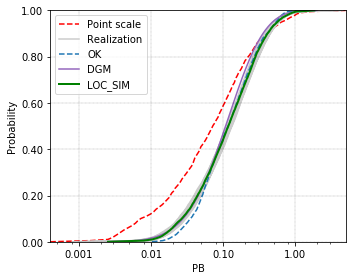 1.00
0.80
0.60
0.40
0.20
0.00
Probability
Point scale
Realization
OK
DGM
LOC_SIM
0.001
0.01
0.10
1.00
PB